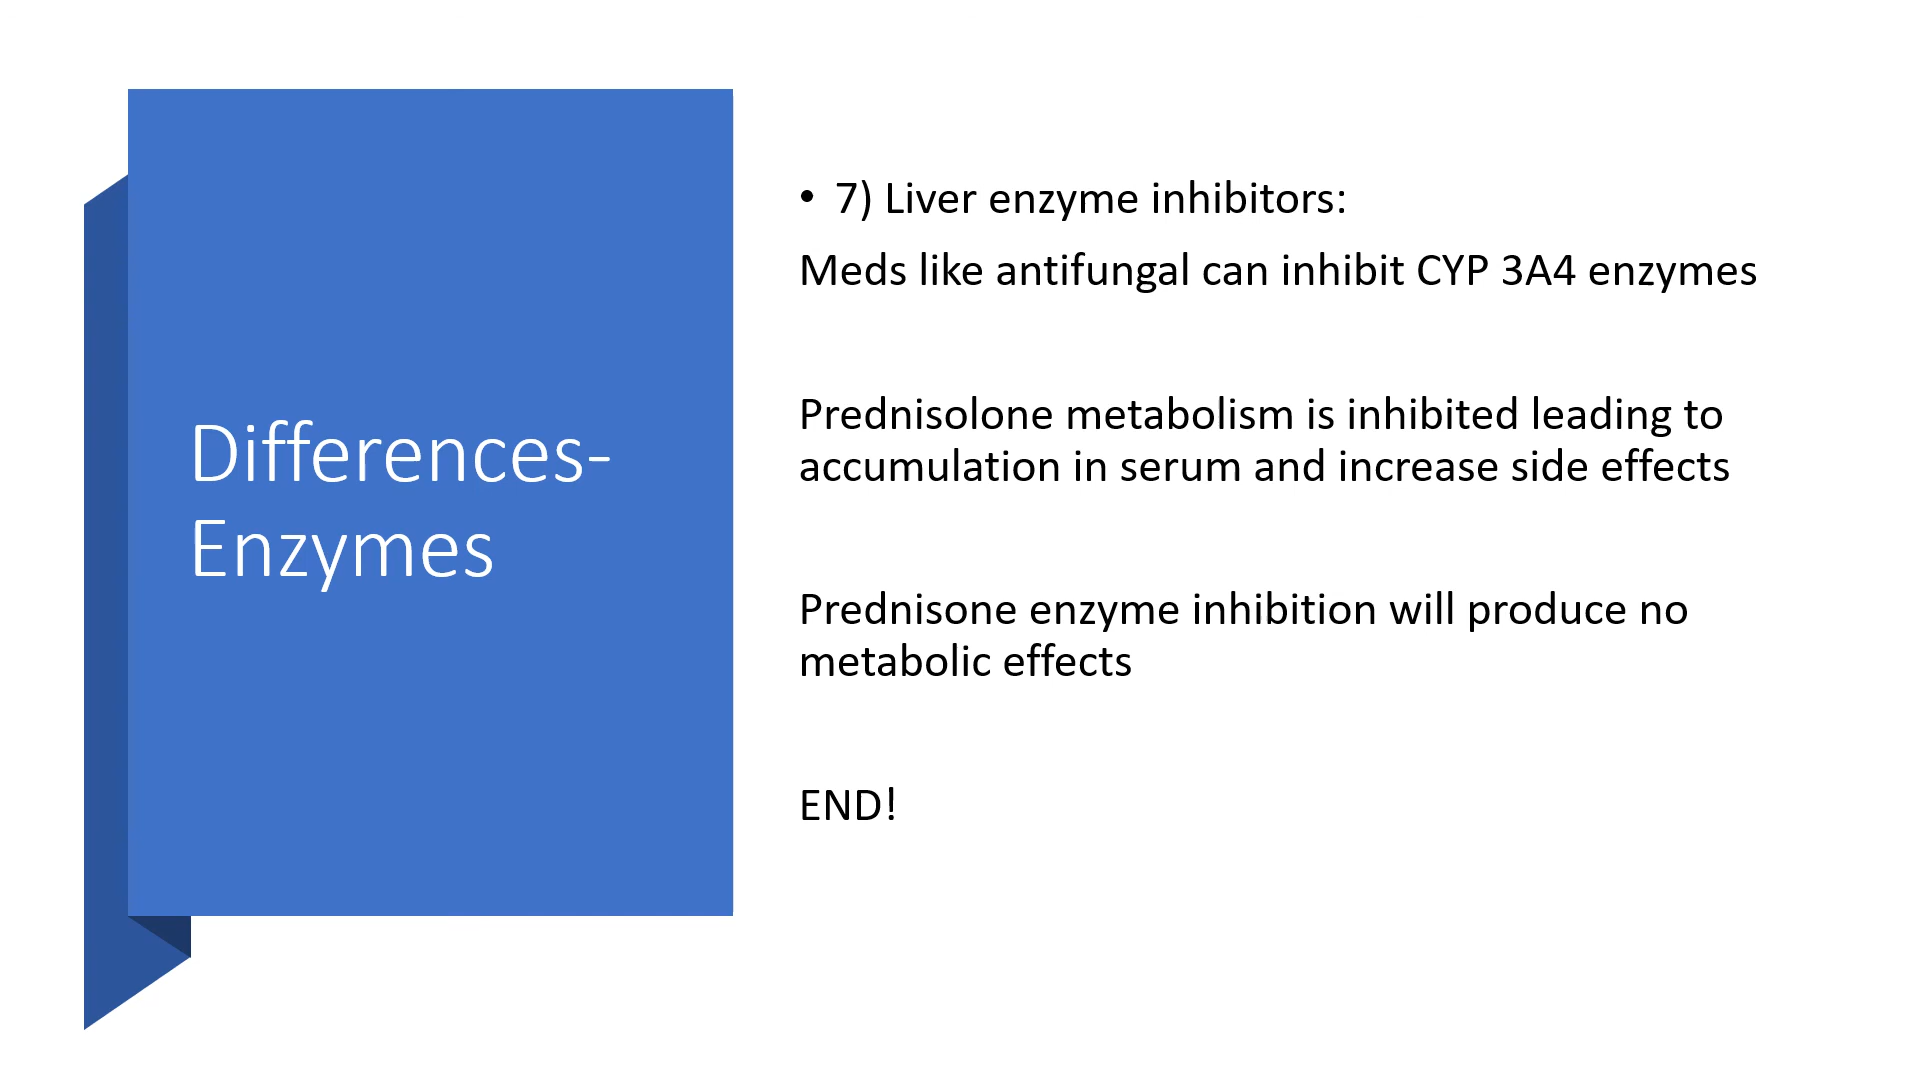 Differences-
Enzymes
• 7) Liver enzyme inhibitors:
Meds like antifungal can inhibit CYP 3A4 enzymes
Prednisolone metabolism is inhibited leading to
accumulation in serum and increase side effects
Prednisone enzyme inhibition will produce no
metabolic effects
END!